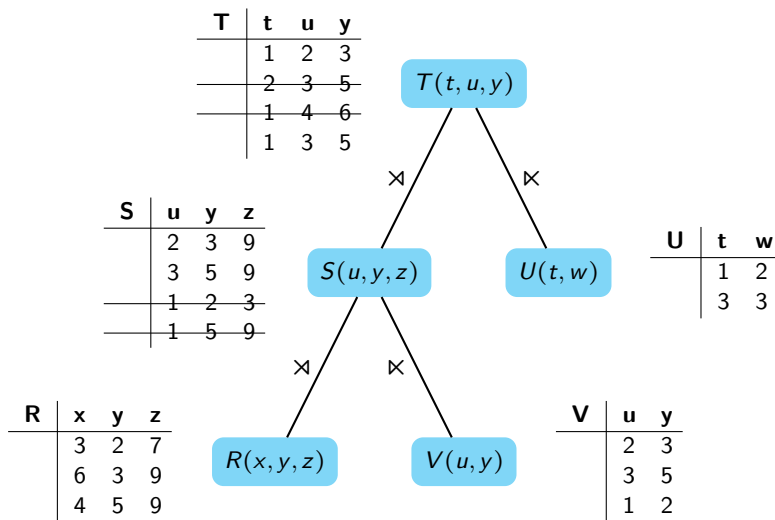 T t u y
1 2 3
2 3 5
1 4 6
1 3 5
T(t, u, y)
⋊
⋉
S u y z
2 3 9
3 5 9
1 2 3
1 5 9
S(u, y, z)
U(t, w)
U t w
1 2
3 3
⋊
⋉
R x y z
3 2 7
6 3 9
4 5 9
R(x, y, z)
V(u, y)
V u y
2 3
3 5
1 2